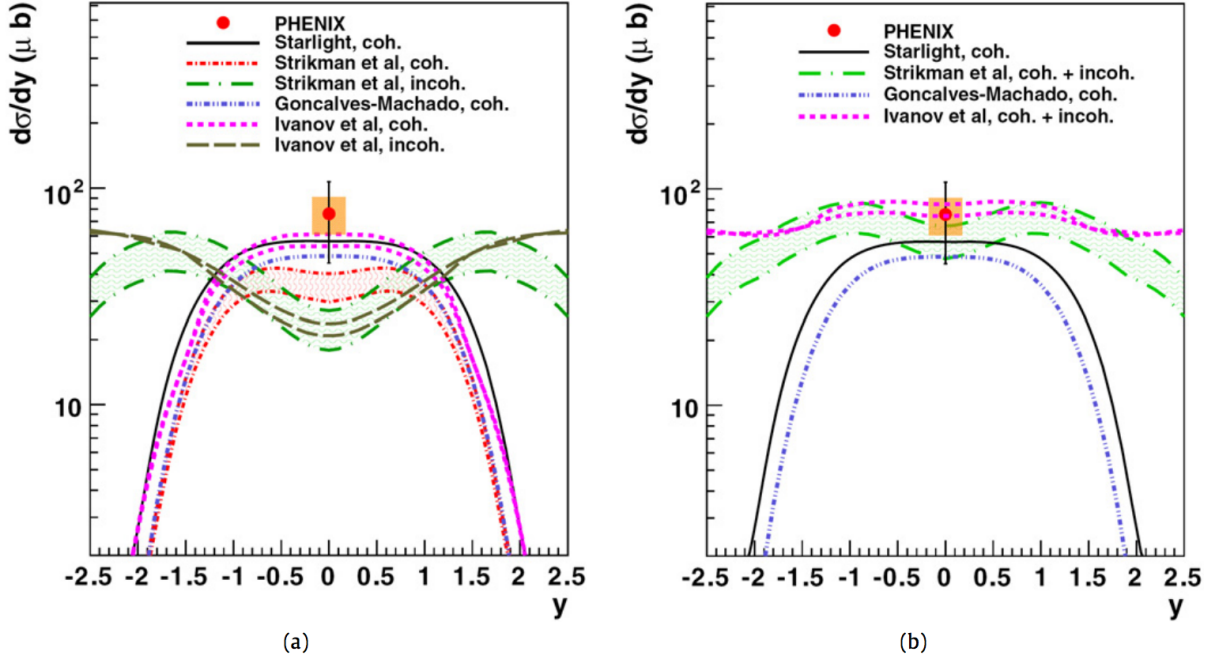 dσ/dy (μ b)
PHENIX
Starlight, coh.
Strikman et al, coh.
Strikman et al, incoh.
Goncalves-Machado, coh.
Ivanov et al, coh.
Ivanov et al, incoh.
10²
10
-2.5 -2 -1.5 -1 -0.5 0 0.5 1 1.5 2 2.5
y
(a)
dσ/dy (μ b)
PHENIX
Starlight, coh.
Strikman et al, coh. + incoh.
Goncalves-Machado, coh.
Ivanov et al, coh. + incoh.
10²
10
-2.5 -2 -1.5 -1 -0.5 0 0.5 1 1.5 2 2.5
y
(b)